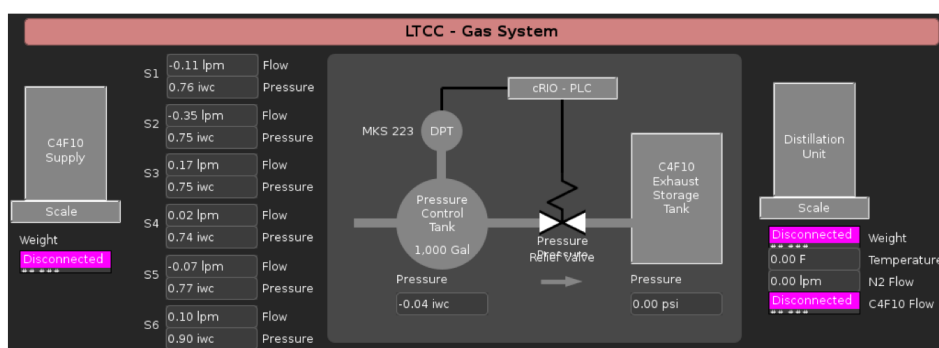 LTCC - Gas System
C4F10
Supply
Scale
Weight
Disconnected
S1
-0.11 lpm
Flow
0.76 iwc
Pressure
S2
-0.35 lpm
Flow
0.75 iwc
Pressure
S3
0.17 lpm
Flow
0.75 iwc
Pressure
S4
0.02 lpm
Flow
0.74 iwc
Pressure
S5
-0.07 lpm
Flow
0.77 iwc
Pressure
S6
0.10 lpm
Flow
0.90 iwc
Pressure
cRIO - PLC
MKS 223
DPT
Pressure
Control
Tank
1,000 Gal
Pressure
-0.04 iwc
Pressure
Pressure
Relief Valve
C4F10
Exhaust
Storage
Tank
Pressure
0.00 psi
Distillation
Unit
Scale
Disconnected
Weight
0.00 F
Temperature
0.00 lpm
N2 Flow
Disconnected
C4F10 Flow